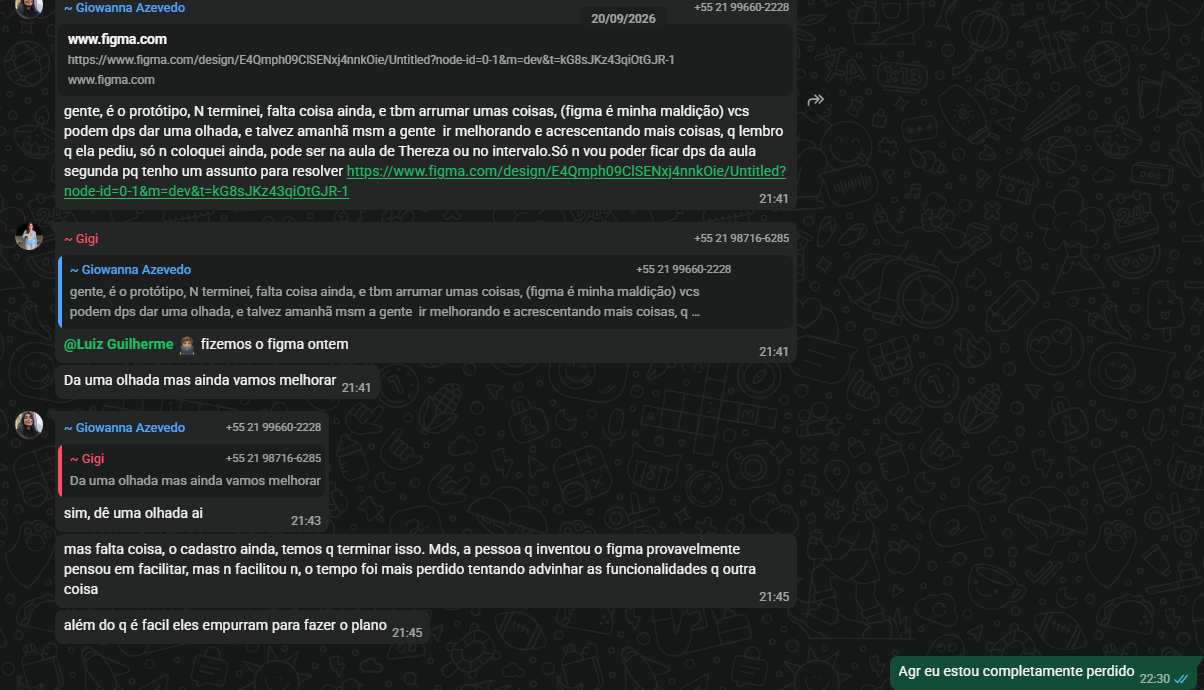 ~ Giowanna Azevedo +55 21 99660-2228
20/09/2026
www.figma.com
https://www.figma.com/design/E4Qmph09ClSENxj4nnkOie/Untitled?node-id=0-1&m=dev&t=kG8sJKz43qiOtGJR-1
www.figma.com
gente, é o protótipo, N terminei, falta coisa ainda, e tbm arrumar umas coisas, (figma é minha maldição) vcs
podem dps dar uma olhada, e talvez amanhã msm a gente ir melhorando e acrescentando mais coisas, q lembro
q ela pediu, só n coloquei ainda, pode ser na aula de Thereza ou no intervalo.Só n vou poder ficar dps da aula
segunda pq tenho um assunto para resolver https://www.figma.com/design/E4Qmph09ClSENxj4nnkOie/Untitled?
node-id=0-1&m=dev&t=kG8sJKz43qiOtGJR-1
21:41
~ Gigi +55 21 98716-6285
~ Giowanna Azevedo +55 21 99660-2228
gente, é o protótipo, N terminei, falta coisa ainda, e tbm arrumar umas coisas, (figma é minha maldição) vcs
podem dps dar uma olhada, e talvez amanhã msm a gente ir melhorando e acrescentando mais coisas, q ...
@Luiz Guilherme fizemos o figma ontem
21:41
Da uma olhada mas ainda vamos melhorar 21:41
~ Giowanna Azevedo +55 21 99660-2228
~ Gigi +55 21 98716-6285
Da uma olhada mas ainda vamos melhorar
sim, dê uma olhada ai
21:43
mas falta coisa, o cadastro ainda, temos q terminar isso. Mds, a pessoa q inventou o figma provavelmente
pensou em facilitar, mas n facilitou n, o tempo foi mais perdido tentando advinhar as funcionalidades q outra
coisa
21:45
além do q é facil eles empurram para fazer o plano 21:45
Agr eu estou completamente perdido 22:30